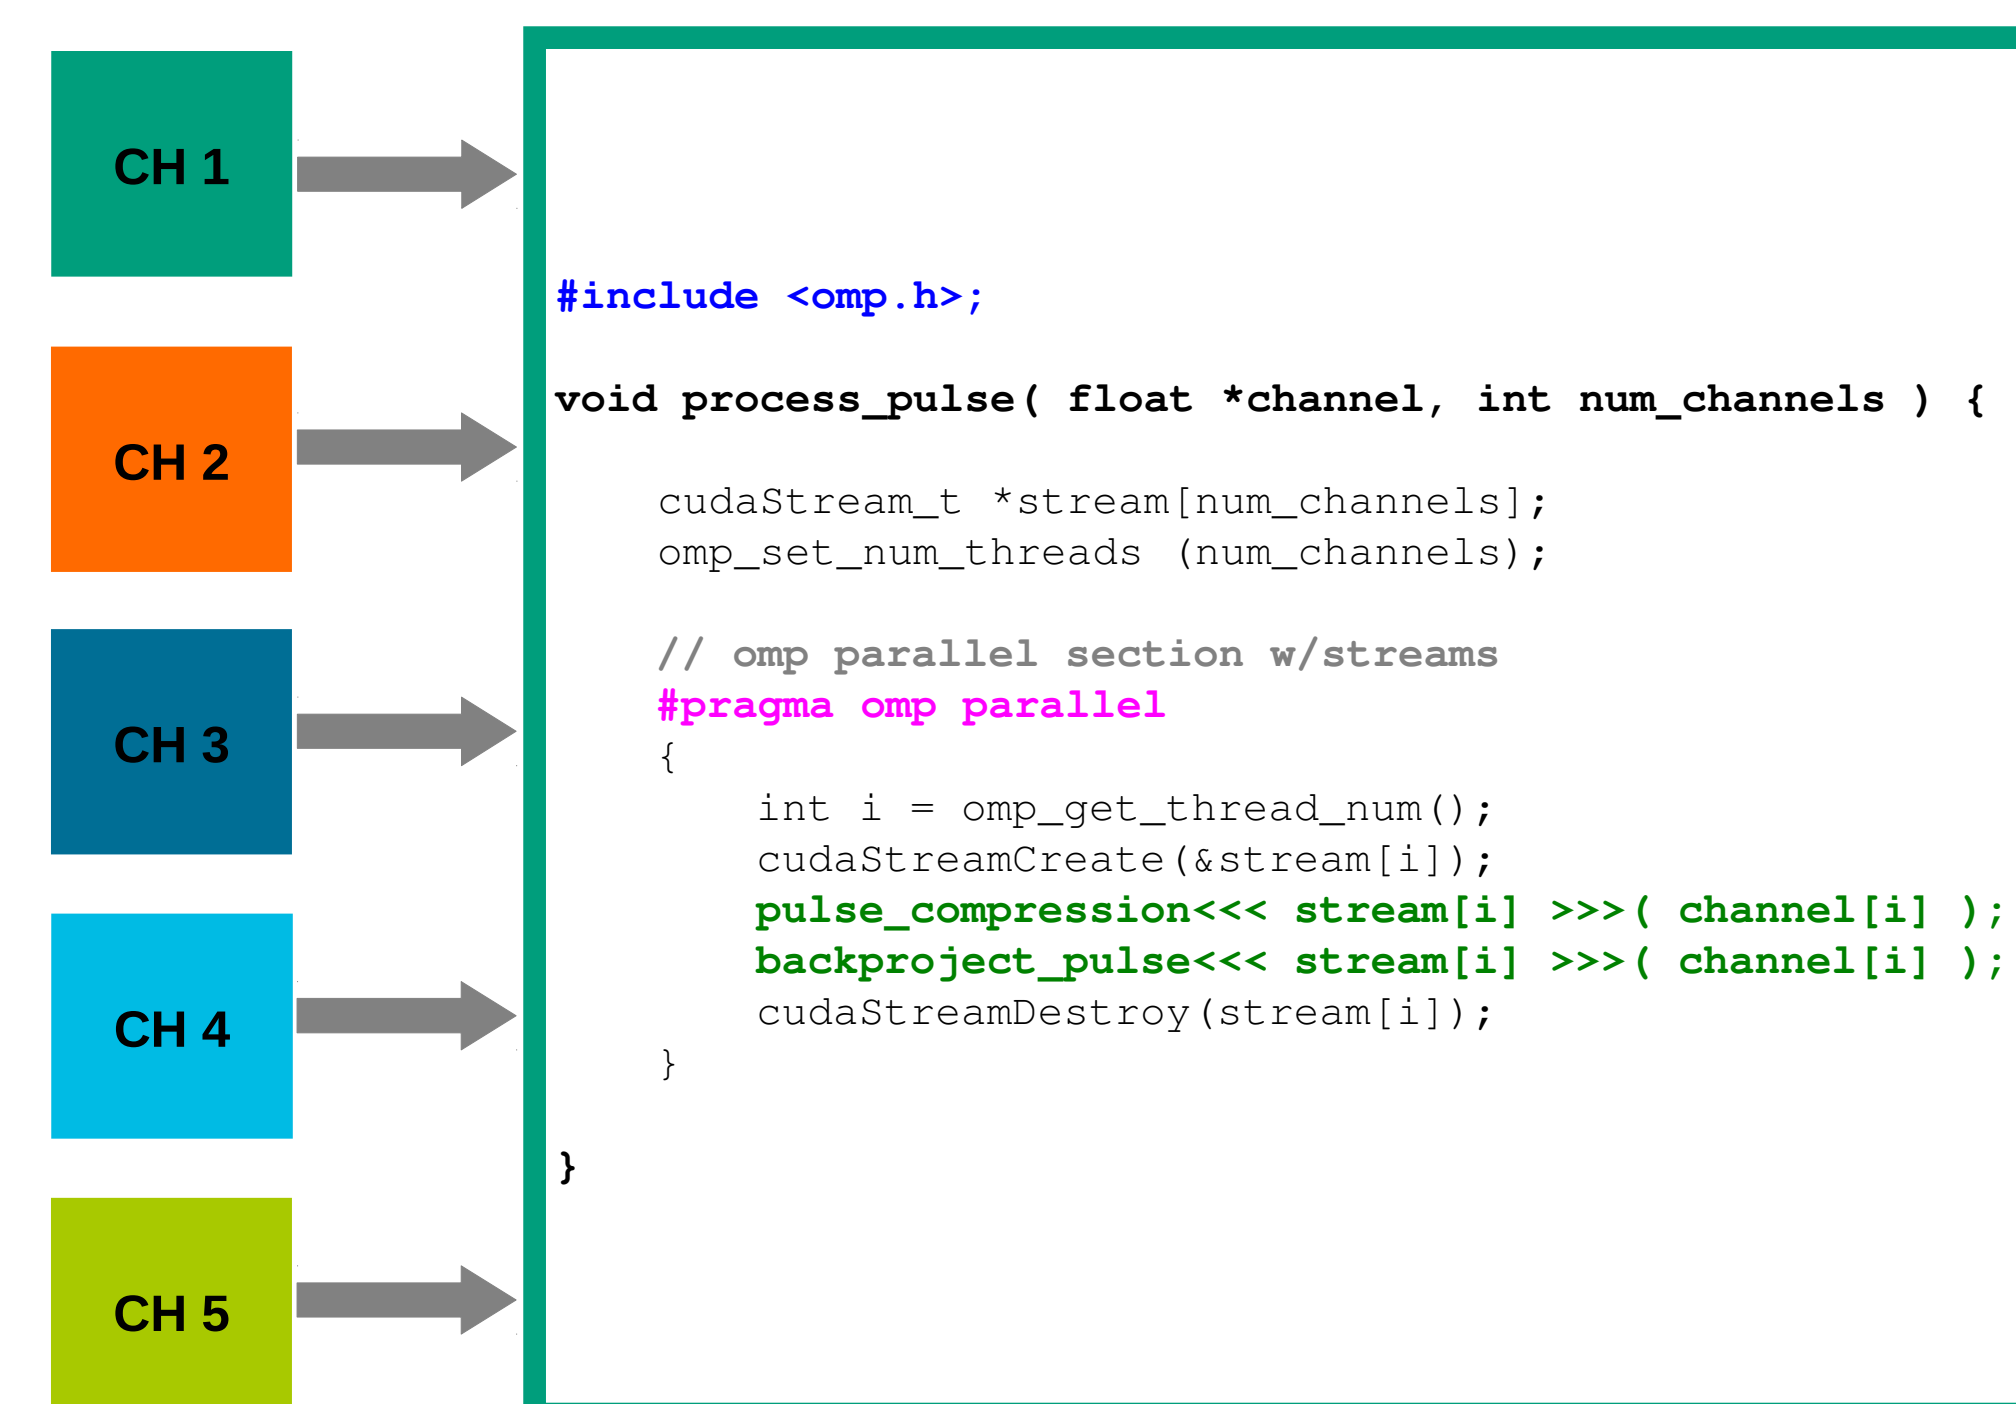 CH 1
CH 2
CH 3
CH 4
CH 5
#include <omp.h>;
void process_pulse( float *channel, int num_channels ) {
cudaStream_t *stream[num_channels];
omp_set_num_threads (num_channels);
// omp parallel section w/streams
#pragma omp parallel
{
int i = omp_get_thread_num();
cudaStreamCreate(&stream[i]);
pulse_compression<<< stream[i] >>>( channel[i] );
backproject_pulse<<< stream[i] >>>( channel[i] );
cudaStreamDestroy(stream[i]);
}
}